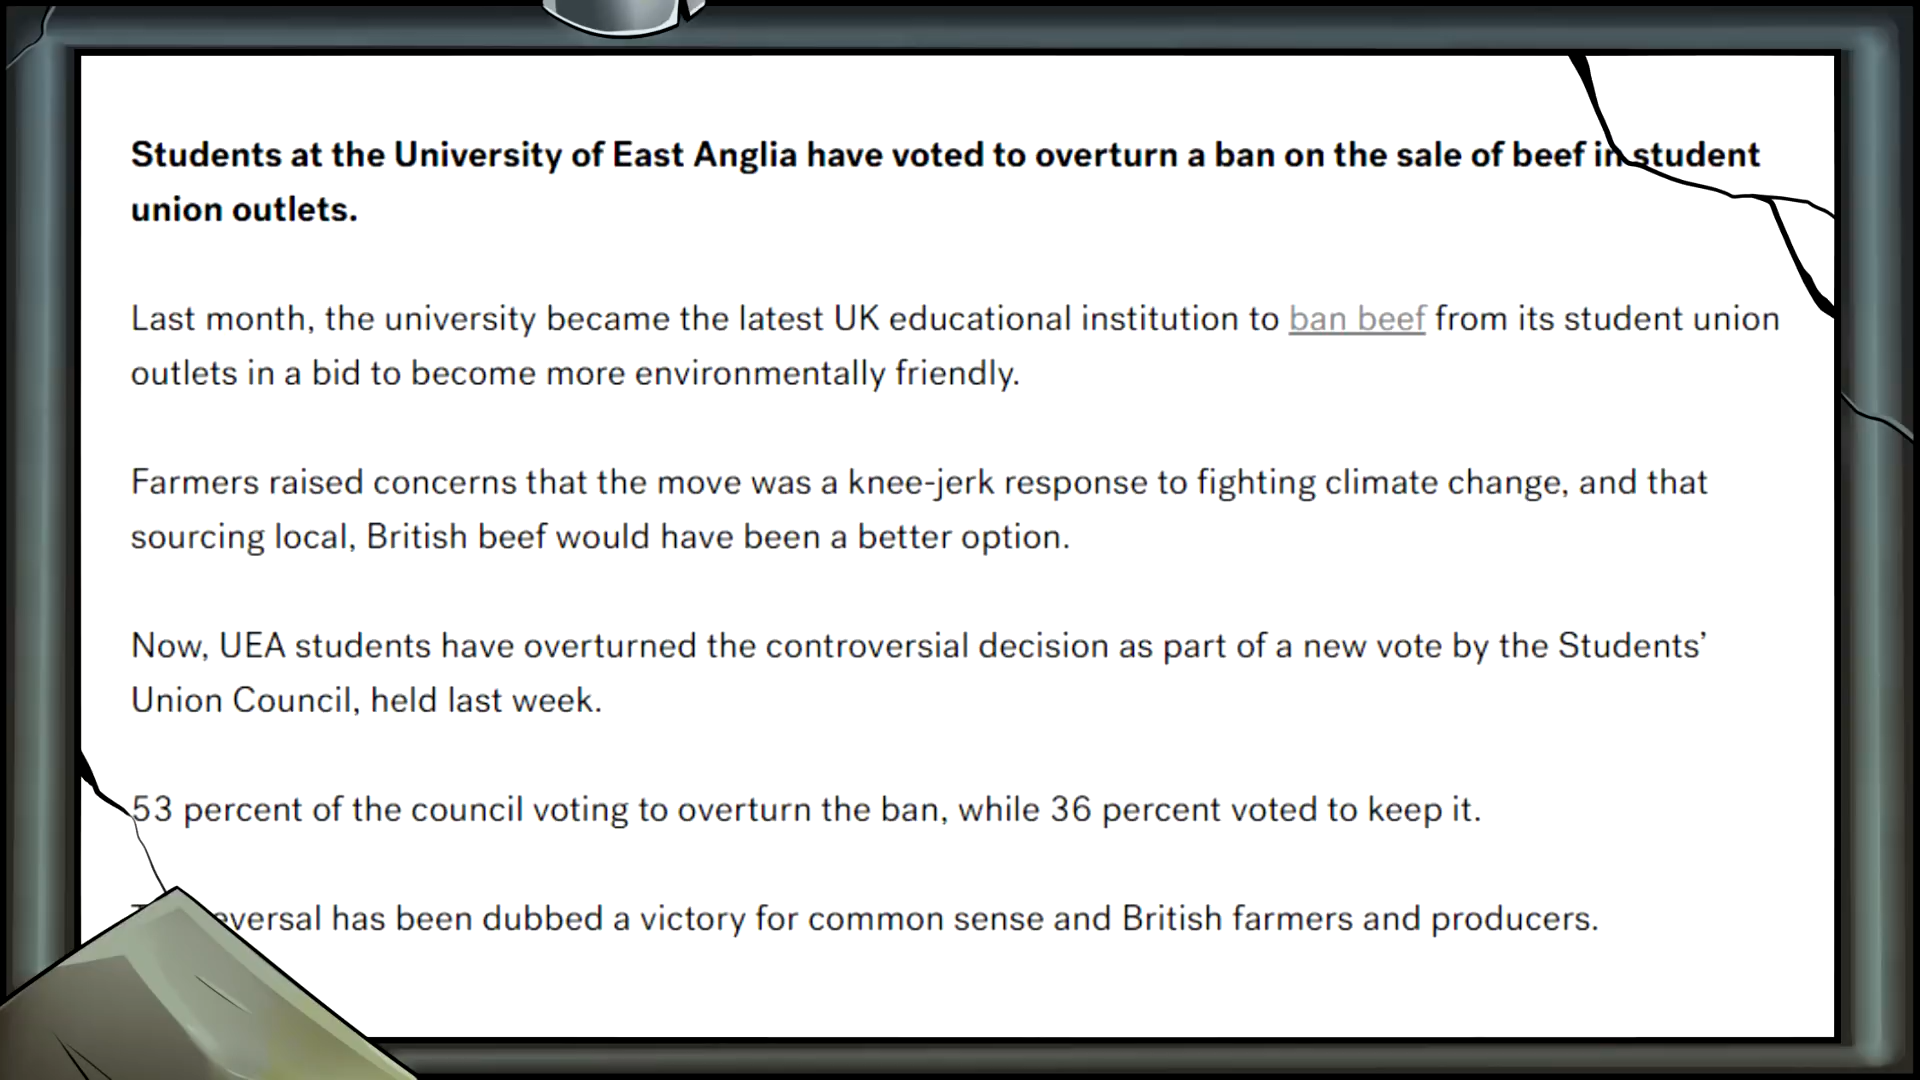 Students at the University of East Anglia have voted to overturn a ban on the sale of beef in student
union outlets.
Last month, the university became the latest UK educational institution to ban beef from its student union
outlets in a bid to become more environmentally friendly.
Farmers raised concerns that the move was a knee-jerk response to fighting climate change, and that
sourcing local, British beef would have been a better option.
Now, UEA students have overturned the controversial decision as part of a new vote by the Students’
Union Council, held last week.
53 percent of the council voting to overturn the ban, while 36 percent voted to keep it.
has been dubbed a victory for common sense and British farmers and producers.